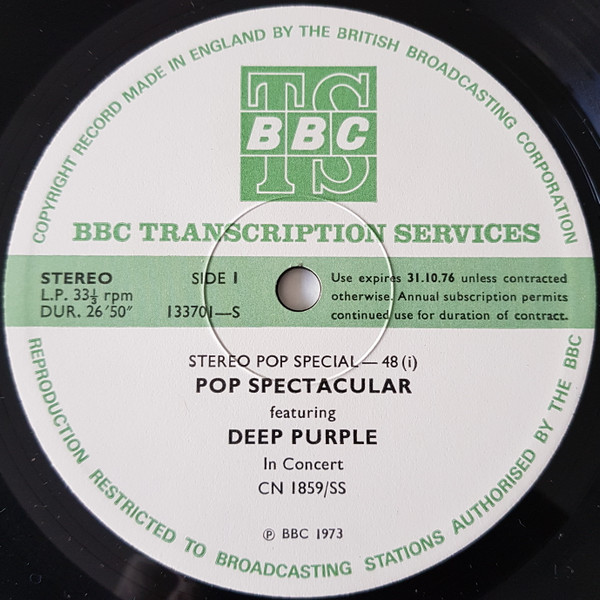 COPYRIGHT RECORD MADE IN ENGLAND BY THE BRITISH BROADCASTING CORPORATION
TS
BBC
BBC TRANSCRIPTION SERVICES
STEREO
L.P. 33⅓ rpm
DUR. 26′50″
SIDE 1
133701—S
Use expires 31.10.76 unless contracted
otherwise. Annual subscription permits
continued use for duration of contract.
STEREO POP SPECIAL — 48 (i)
POP SPECTACULAR
featuring
DEEP PURPLE
In Concert
CN 1859/SS
℗ BBC 1973
REPRODUCTION RESTRICTED TO BROADCASTING STATIONS AUTHORISED BY THE BBC